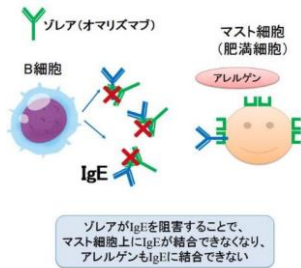 ゾレア(オマリズマブ)
B細胞
マスト細胞
(肥満細胞)
アレルゲン
IgE
ゾレアがIgEを阻害することで、
マスト細胞上にIgEが結合できなくなり、
アレルゲンもIgEに結合できない